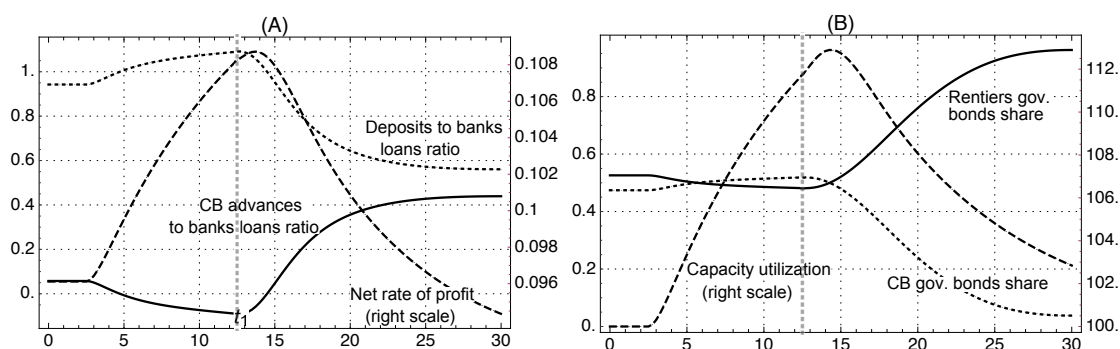 (A)
1.
0.8
0.6
0.4
0.2
0.
0.108
0.106
0.104
0.102
0.1
0.098
0.096
Deposits to banks
loans ratio
CB advances
to banks loans ratio
Net rate of profit
(right scale)
0 5 10 15 20 25 30
(B)
1.
0.8
0.6
0.4
0.2
0.
112.
110.
108.
106.
104.
102.
100.
Rentiers gov.
bonds share
Capacity utilization
(right scale)
CB gov. bonds share
0 5 10 15 20 25 30